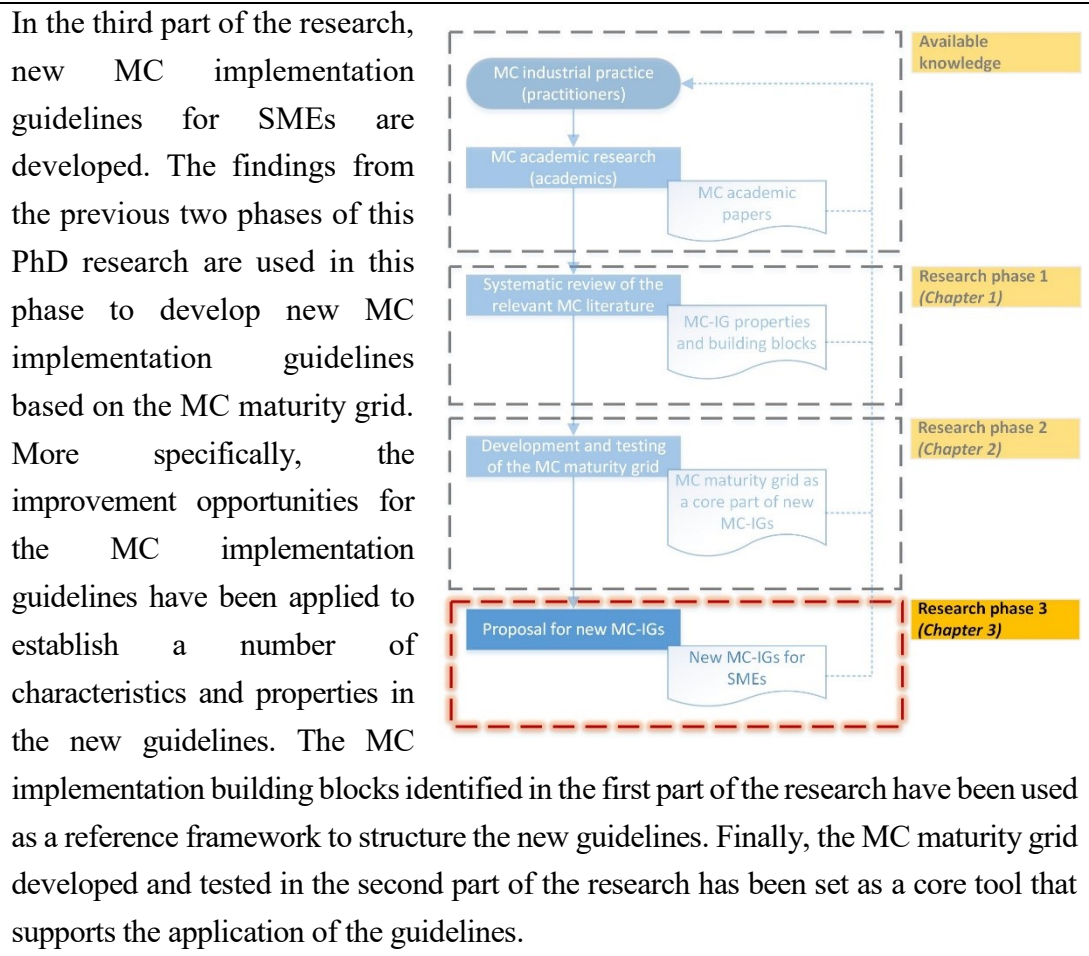 In the third part of the research,
new MC implementation
guidelines for SMEs are
developed. The findings from
the previous two phases of this
PhD research are used in this
phase to develop new MC
implementation guidelines
based on the MC maturity grid.
More specifically, the
improvement opportunities for
the MC implementation
guidelines have been applied to
establish a number of
characteristics and properties in
the new guidelines. The MC
implementation building blocks identified in the first part of the research have been used
as a reference framework to structure the new guidelines. Finally, the MC maturity grid
developed and tested in the second part of the research has been set as a core tool that
supports the application of the guidelines.
Available
knowledge
MC industrial practice
(practitioners)
MC academic research
(academics)
MC academic
papers
Research phase 1
(Chapter 1)
Systematic review of the
relevant MC literature
MC-IG properties
and building blocks
Research phase 2
(Chapter 2)
Development and testing
of the MC maturity grid
MC maturity grid as
a core part of new
MC-IGs
Research phase 3
(Chapter 3)
Proposal for new MC-IGs
New MC-IGs for
SMEs